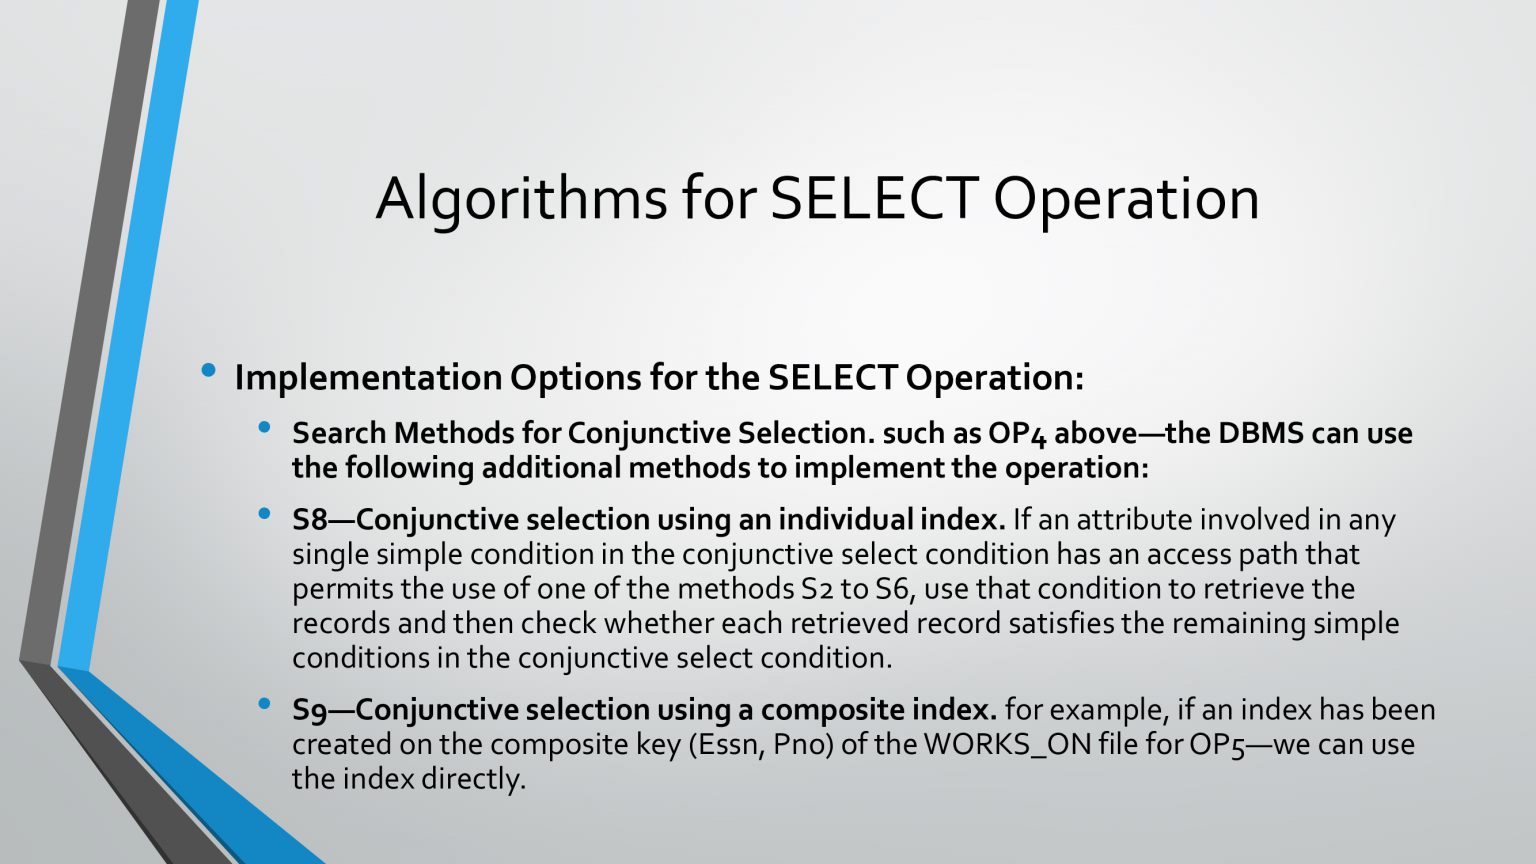 Algorithms for SELECT Operation
• Implementation Options for the SELECT Operation:
• Search Methods for Conjunctive Selection. such as OP4 above—the DBMS can use
the following additional methods to implement the operation:
• S8—Conjunctive selection using an individual index. If an attribute involved in any
single simple condition in the conjunctive select condition has an access path that
permits the use of one of the methods S2 to S6, use that condition to retrieve the
records and then check whether each retrieved record satisfies the remaining simple
conditions in the conjunctive select condition.
• S9—Conjunctive selection using a composite index. for example, if an index has been
created on the composite key (Essn, Pno) of the WORKS_ON file for OP5—we can use
the index directly.